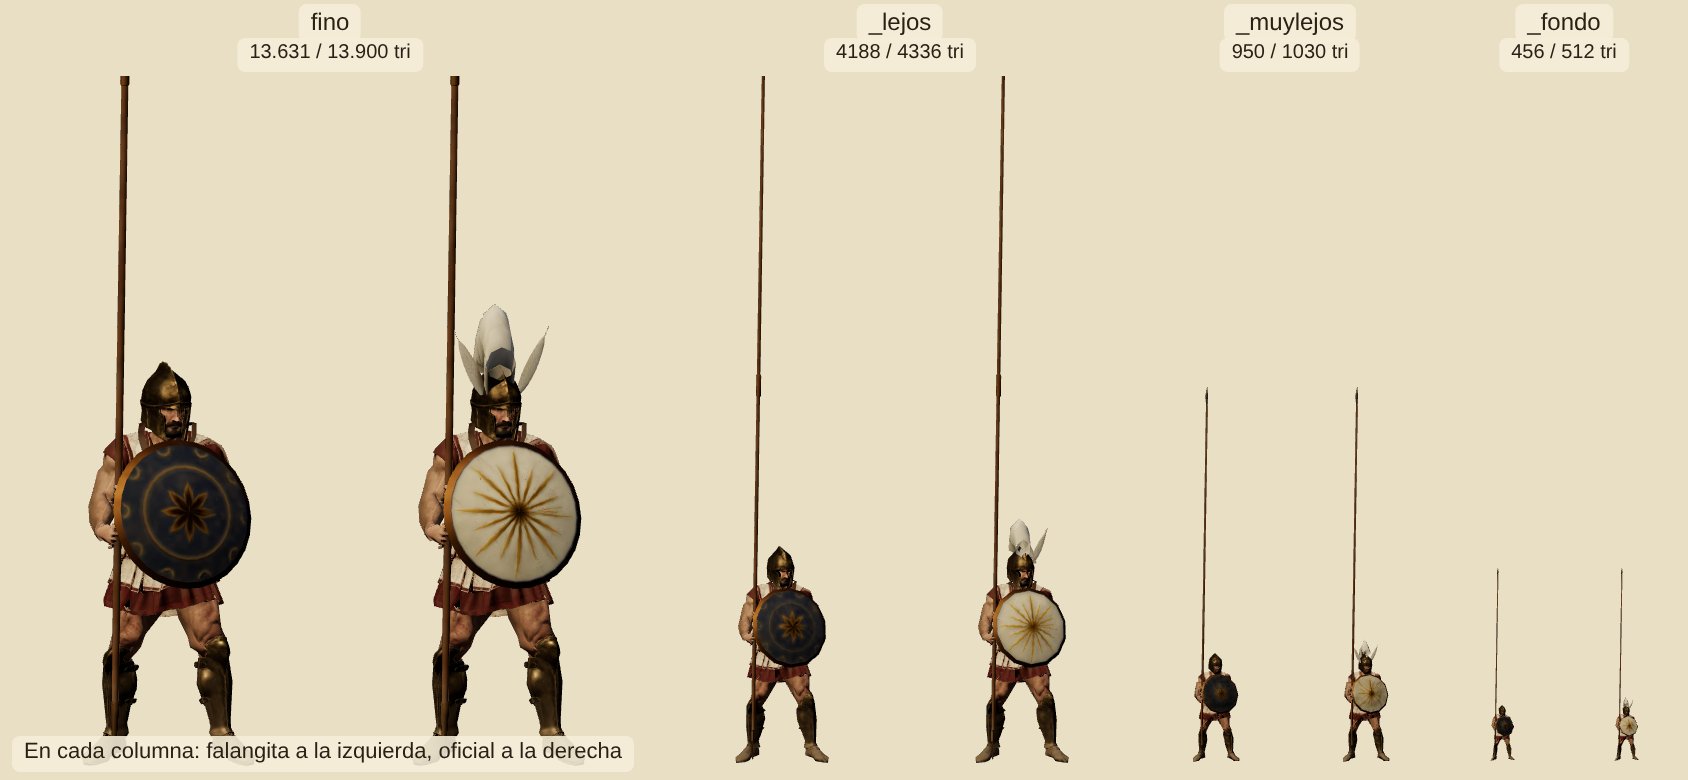 fino
13.631 / 13.900 tri
_lejos
4188 / 4336 tri
_muylejos
950 / 1030 tri
_fondo
456 / 512 tri
En cada columna: falangita a la izquierda, oficial a la derecha